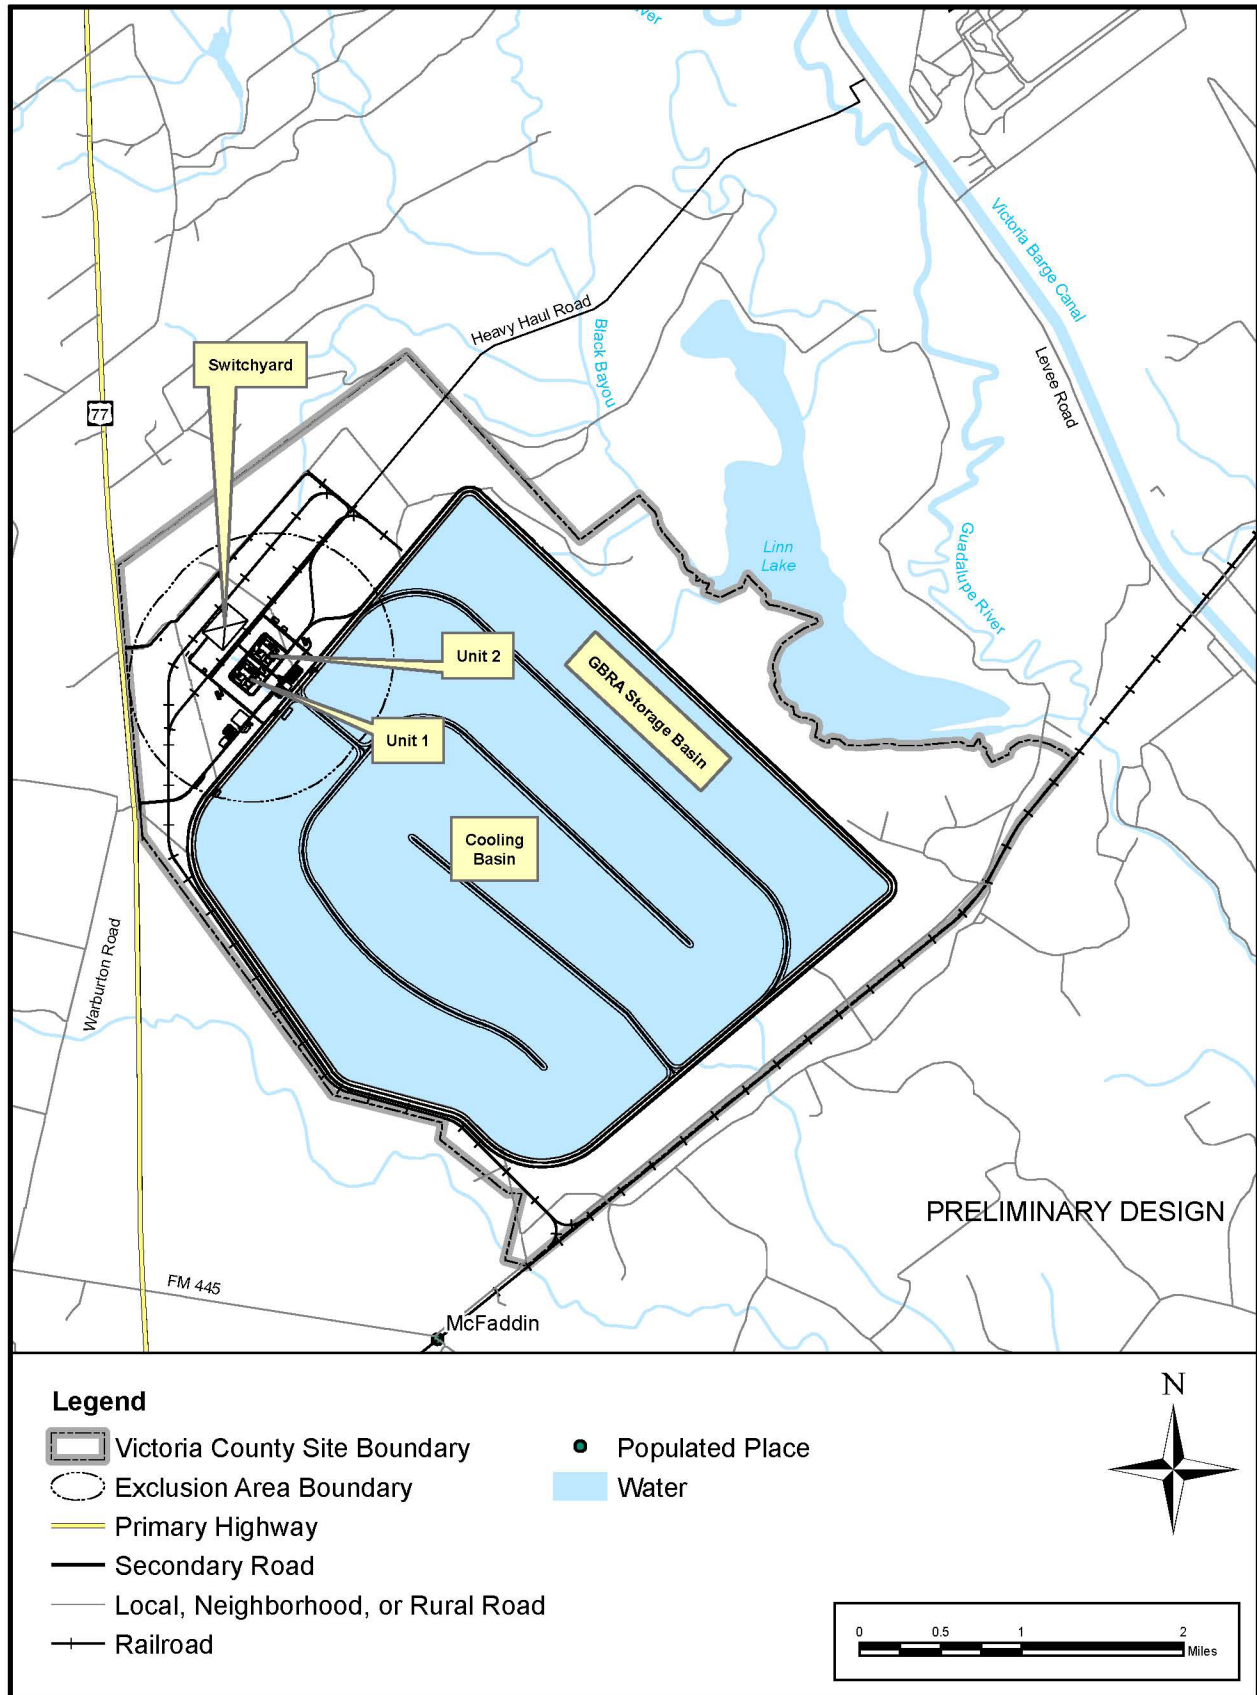 ver
Victoria Barge Canal
Heavy Haul Road
Black Bayou
Switchyard
Levee Road
77
Linn
Lake
Guadalupe River
Unit 2
GBRA Storage Basin
Unit 1
Cooling
Basin
Warburton Road
PRELIMINARY DESIGN
FM 445
McFaddin
Legend
Victoria County Site Boundary
Exclusion Area Boundary
Primary Highway
Secondary Road
Local, Neighborhood, or Rural Road
Railroad
Populated Place
Water
N
0 0.5 1 2
Miles